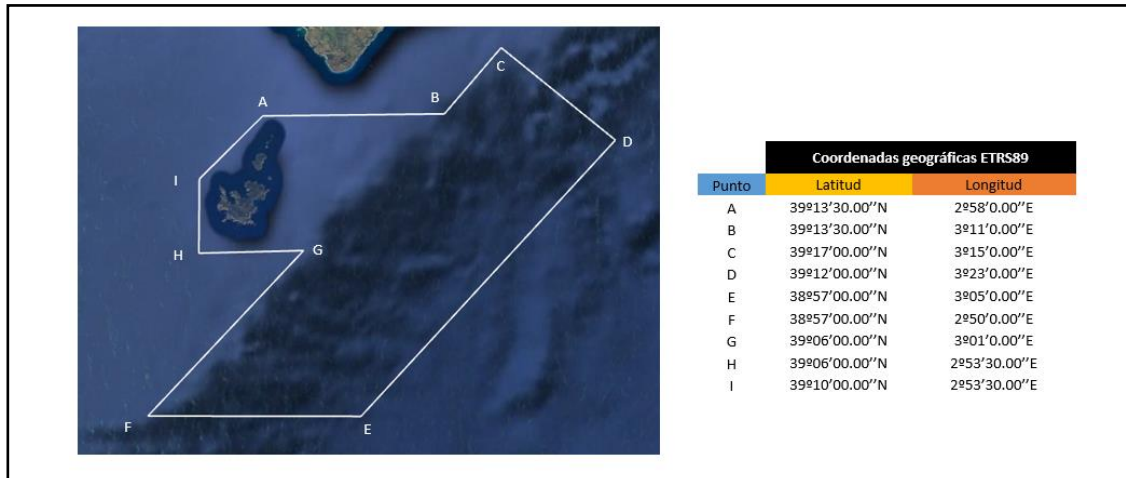 C
A
B
D
I
H
G
F
E
Coordenadas geográficas ETRS89
Punto Latitud Longitud
A 39º13'30.00''N 2º58'0.00''E
B 39º13'30.00''N 3º11'0.00''E
C 39º17'00.00''N 3º15'0.00''E
D 39º12'00.00''N 3º23'0.00''E
E 38º57'00.00''N 3º05'0.00''E
F 38º57'00.00''N 2º50'0.00''E
G 39º06'00.00''N 3º01'0.00''E
H 39º06'00.00''N 2º53'30.00''E
I 39º10'00.00''N 2º53'30.00''E